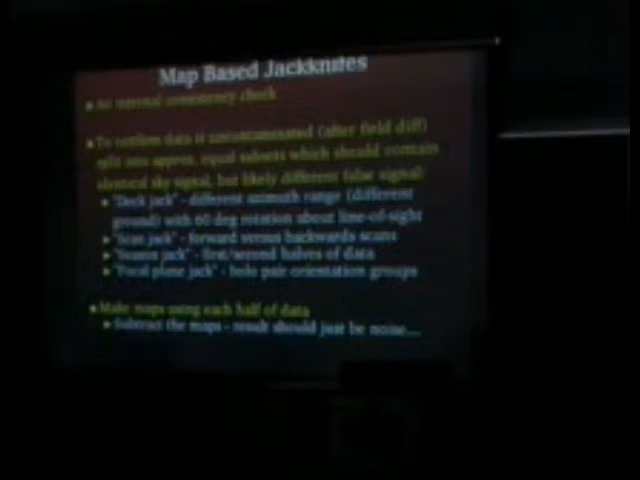 Map Based Jackknifes
An internal consistency check
To confirm data is uncontaminated (after field diff)
split into approx. equal subsets which should contain
identical sky signal, but likely different false signal:
"Deck jack" - different azimuth range (different
ground) with 60 deg rotation about line-of-sight
"Scan jack" - forward versus backwards scans
"Season jack" - first/second halves of data
"Focal plane jack" - bolo pair orientation groups
Make maps using each half of data
Subtract the maps - result should just be noise...